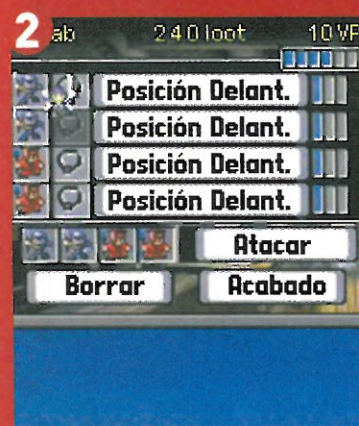 2
ab 240 loot 10 VP
Posición Delant.
Posición Delant.
Posición Delant.
Posición Delant.
Atacar
Borrar Acabado